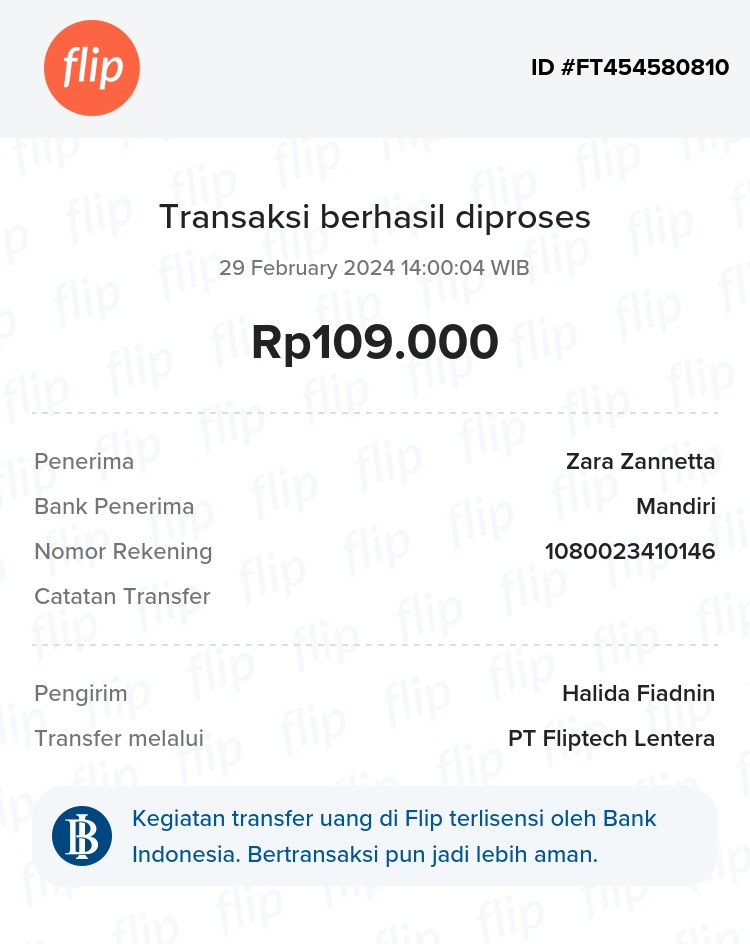 flip
ID #FT454580810
Transaksi berhasil diproses
29 February 2024 14:00:04 WIB
Rp109.000
Penerima Zara Zannetta
Bank Penerima Mandiri
Nomor Rekening 1080023410146
Catatan Transfer
Pengirim Halida Fiadnin
Transfer melalui PT Fliptech Lentera
Kegiatan transfer uang di Flip terlisensi oleh Bank
Indonesia. Bertransaksi pun jadi lebih aman.